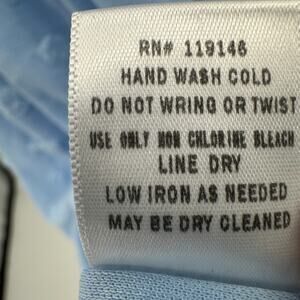 RN# 119146
HAND WASH COLD
DO NOT WRING OR TWIST
USE ONLY NON CHLORINE BLEACH
LINE DRY
LOW IRON AS NEEDED
MAY BE DRY CLEANED